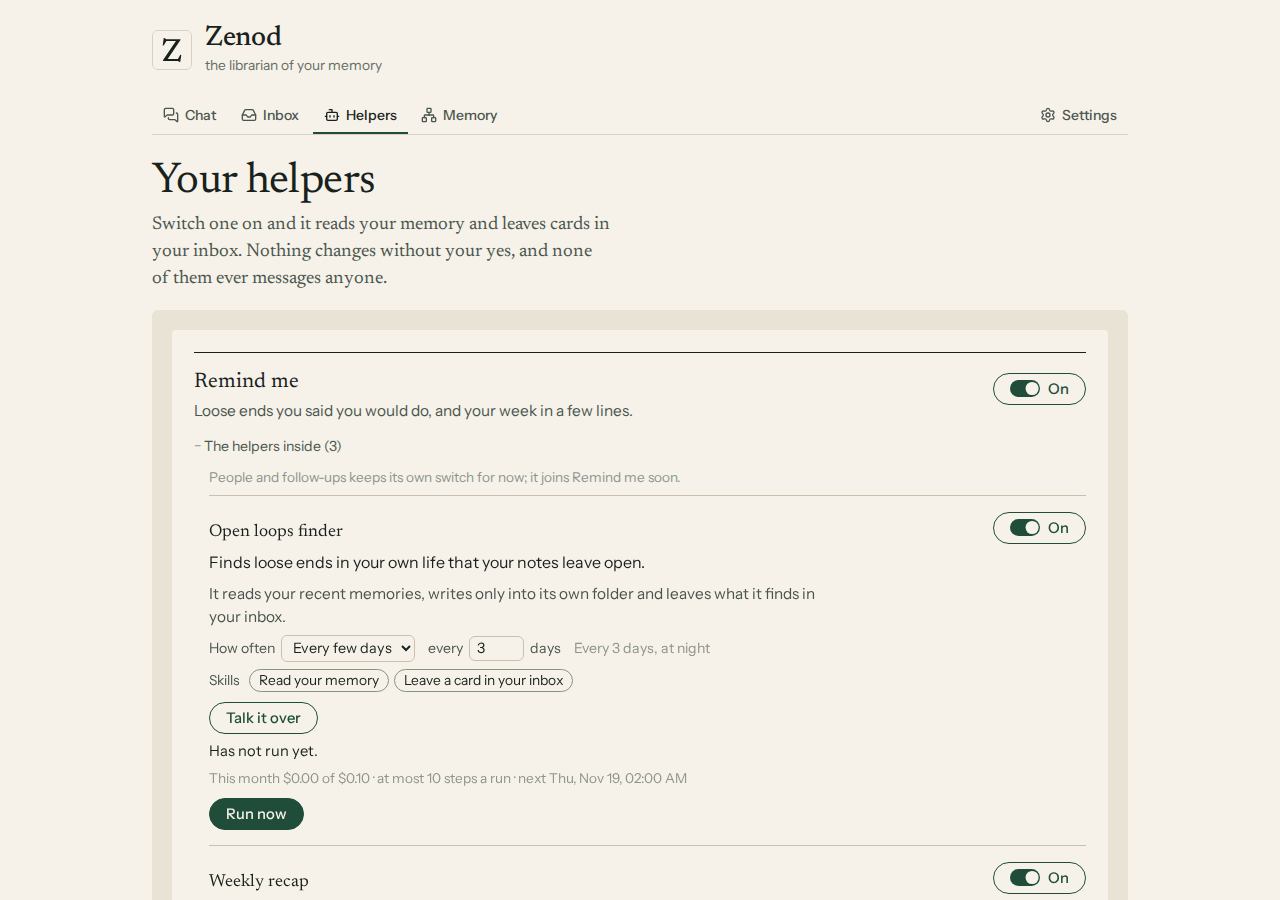 Z
Zenod
the librarian of your memory
Chat
Inbox
Helpers
Memory
Settings
Your helpers
Switch one on and it reads your memory and leaves cards in
your inbox. Nothing changes without your yes, and none
of them ever messages anyone.
Remind me
On
Loose ends you said you would do, and your week in a few lines.
− The helpers inside (3)
People and follow-ups keeps its own switch for now; it joins Remind me soon.
Open loops finder
On
Finds loose ends in your own life that your notes leave open.
It reads your recent memories, writes only into its own folder and leaves what it finds in
your inbox.
How often Every few days every 3 days Every 3 days, at night
Skills Read your memory Leave a card in your inbox
Talk it over
Has not run yet.
This month $0.00 of $0.10 · at most 10 steps a run · next Thu, Nov 19, 02:00 AM
Run now
Weekly recap
On